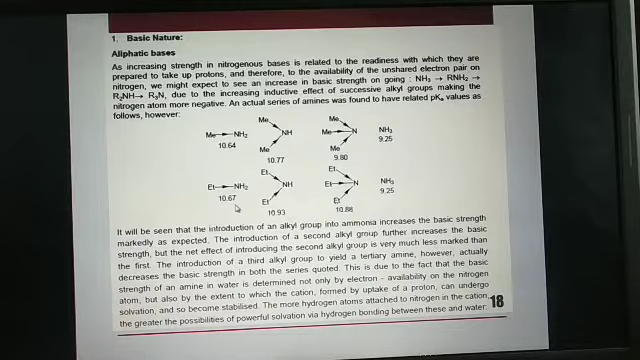 1. Basic Nature:
Aliphatic bases
As increasing strength in nitrogenous bases is related to the readiness with which they are
prepared to take up protons, and therefore, to the availability of the unshared electron pair on
nitrogen, we might expect to see an increase in basic strength on going : NH₃ → RNH₂ →
R₂NH→ R₃N, due to the increasing inductive effect of successive alkyl groups making the
nitrogen atom more negative. An actual series of amines was found to have related pKₐ values as
follows, however:
Me→NH₂ 10.64
Me Me NH 10.77
Me Me Me N 9.80
NH₃ 9.25
Et→NH₂ 10.67
Et Et NH 10.93
Et Et Et N 10.88
NH₃ 9.25
It will be seen that the introduction of an alkyl group into ammonia increases the basic strength
markedly as expected. The introduction of a second alkyl group further increases the basic
strength, but the net effect of introducing the second alkyl group is very much less marked than
the first. The introduction of a third alkyl group to yield a tertiary amine, however, actually
decreases the basic strength in both the series quoted. This is due to the fact that the basic
strength of an amine in water is determined not only by electron - availability on the nitrogen
atom, but also by the extent to which the cation, formed by uptake of a proton, can undergo
solvation, and so become stabilised. The more hydrogen atoms attached to nitrogen in the cation,
the greater the possibilities of powerful solvation via hydrogen bonding between these and water:
18